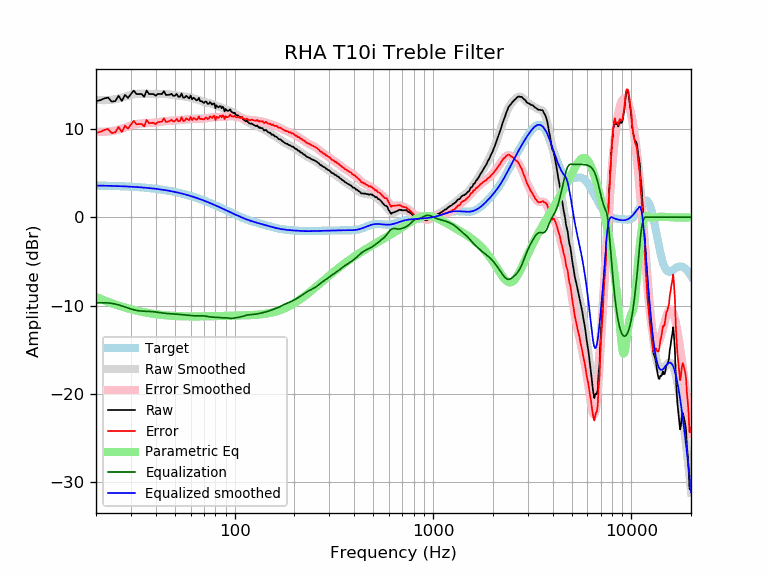 RHA T10i Treble Filter
Amplitude (dBr)
10
0
−10
−20
−30
Target
Raw Smoothed
Error Smoothed
Raw
Error
Parametric Eq
Equalization
Equalized smoothed
100 1000 10000
Frequency (Hz)